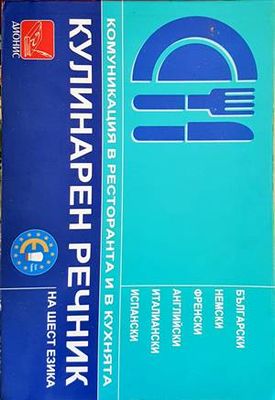 ДИОНИС
КОМУНИКАЦИЯ В РЕСТОРАНТА И В КУХНЯТА
КУЛИНАРЕН РЕЧНИК
НА ШЕСТ ЕЗИКА
БЪЛГАРСКИ
НЕМСКИ
ФРЕНСКИ
АНГЛИЙСКИ
ИТАЛИАНСКИ
ИСПАНСКИ